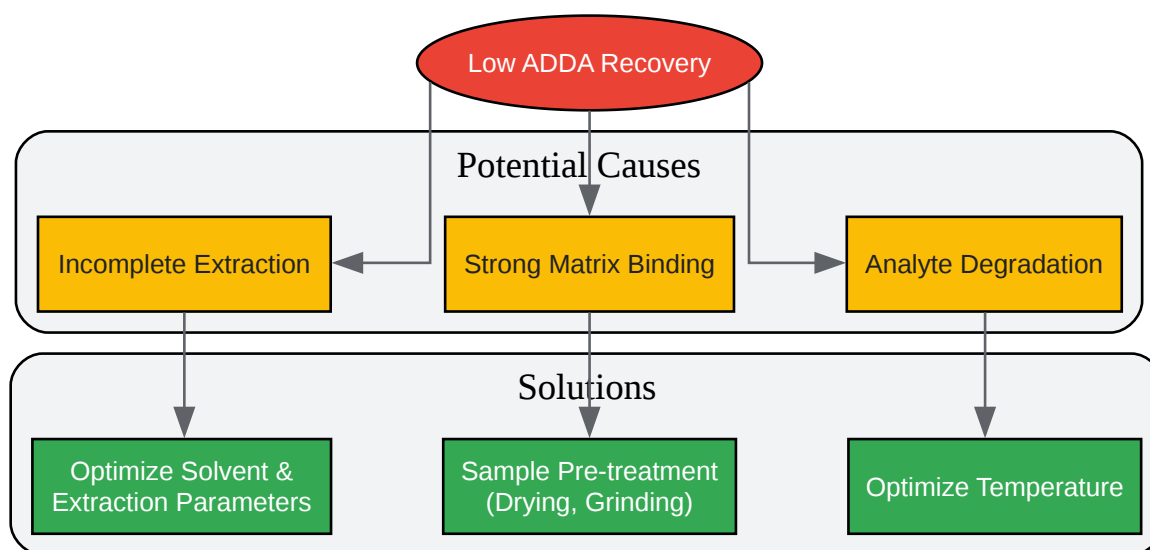 Low ADDA Recovery
Potential Causes
Incomplete Extraction
Strong Matrix Binding
Analyte Degradation
Solutions
Optimize Solvent &
Extraction Parameters
Sample Pre-treatment
(Drying, Grinding)
Optimize Temperature